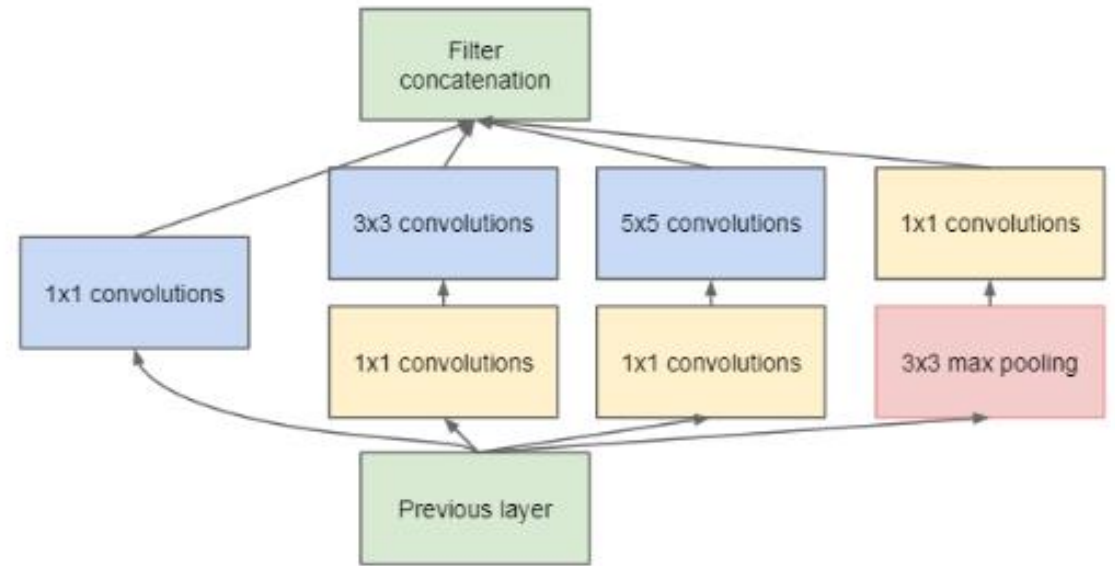 Filter
concatenation
3x3 convolutions
5x5 convolutions
1x1 convolutions
1x1 convolutions
1x1 convolutions
1x1 convolutions
3x3 max pooling
Previous layer